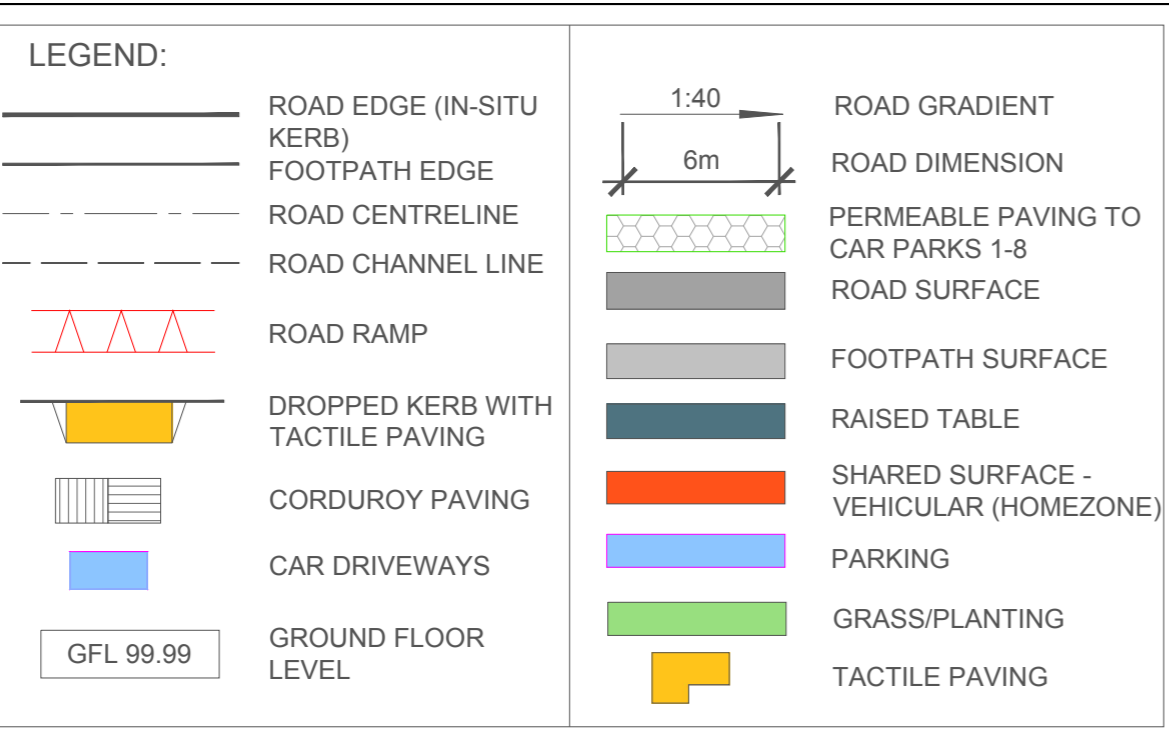 LEGEND:
ROAD EDGE (IN-SITU
KERB)
FOOTPATH EDGE
ROAD CENTRELINE
ROAD CHANNEL LINE
ROAD RAMP
DROPPED KERB WITH
TACTILE PAVING
CORDUROY PAVING
CAR DRIVEWAYS
GFL 99.99
GROUND FLOOR
LEVEL
1:40
ROAD GRADIENT
6m
ROAD DIMENSION
PERMEABLE PAVING TO
CAR PARKS 1-8
ROAD SURFACE
FOOTPATH SURFACE
RAISED TABLE
SHARED SURFACE -
VEHICULAR (HOMEZONE)
PARKING
GRASS/PLANTING
TACTILE PAVING